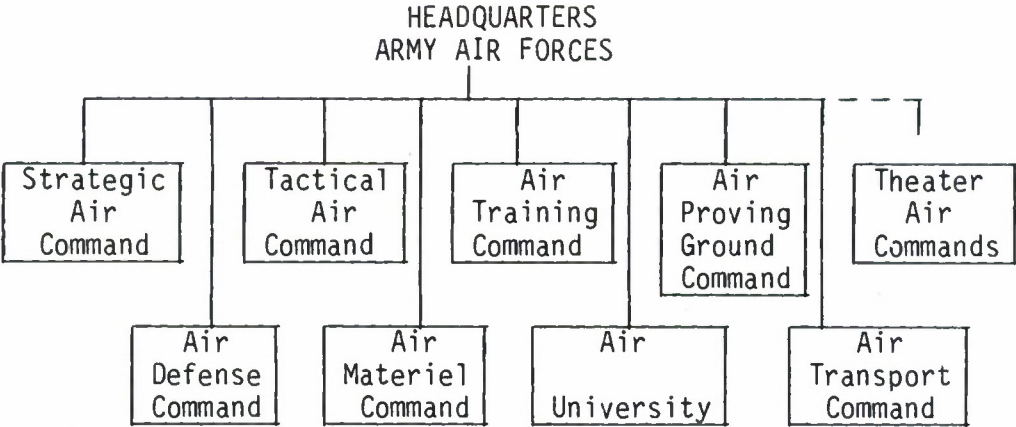 HEADQUARTERS
ARMY AIR FORCES
Strategic
Air
Command
Tactical
Air
Command
Air
Training
Command
Air
Proving
Ground
Command
Theater
Air
Commands
Air
Defense
Command
Air
Materiel
Command
Air
University
Air
Transport
Command